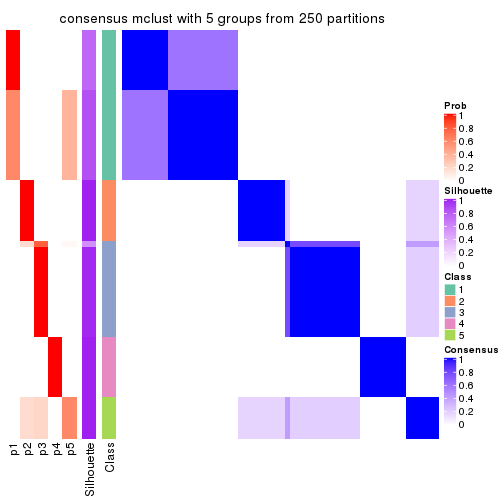 consensus mclust with 5 groups from 250 partitions
Prob
1
0.8
0.6
0.4
0.2
0
Silhouette
1
0.8
0.6
0.4
0.2
0
Class
1
2
3
4
5
Consensus
1
0.8
0.6
0.4
0.2
0
p1
p2
p3
p4
p5
Silhouette
Class